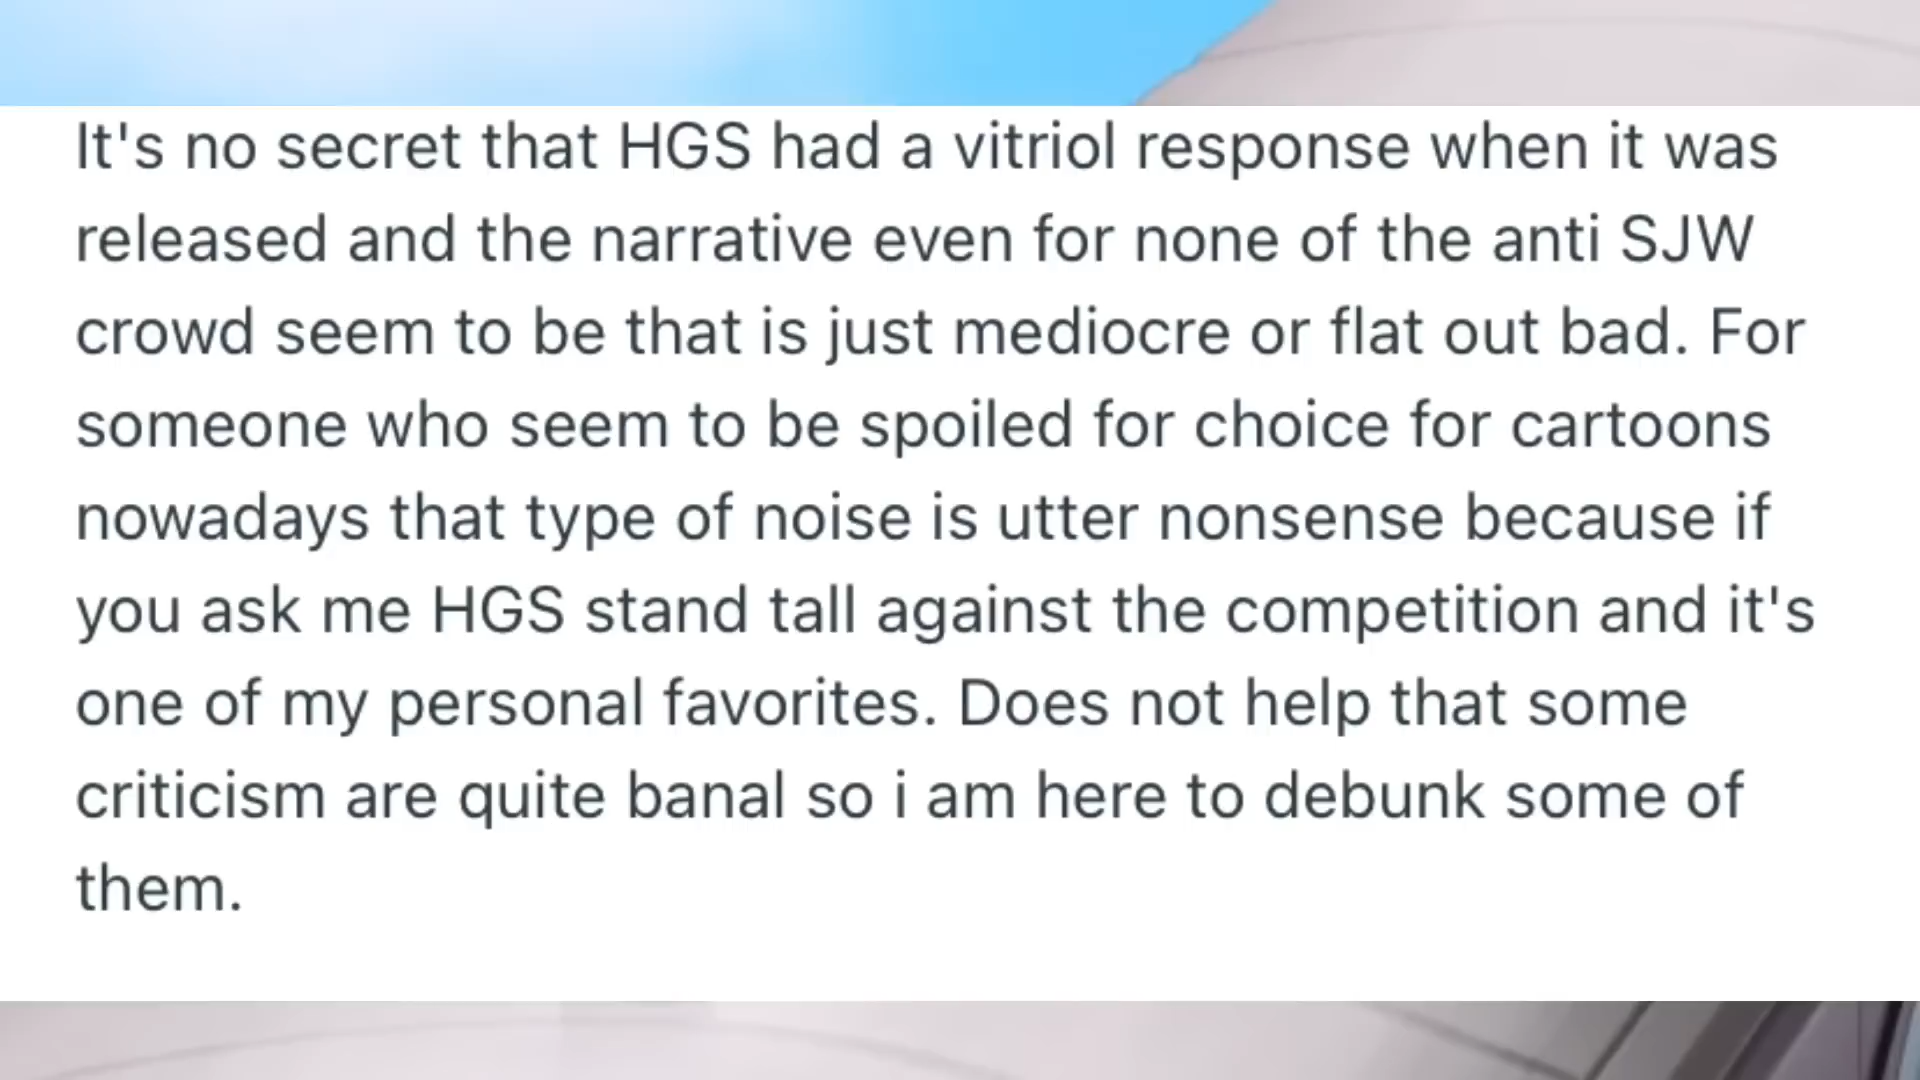 It's no secret that HGS had a vitriol response when it was
released and the narrative even for none of the anti SJW
crowd seem to be that is just mediocre or flat out bad. For
someone who seem to be spoiled for choice for cartoons
nowadays that type of noise is utter nonsense because if
you ask me HGS stand tall against the competition and it's
one of my personal favorites. Does not help that some
criticism are quite banal so i am here to debunk some of
them.